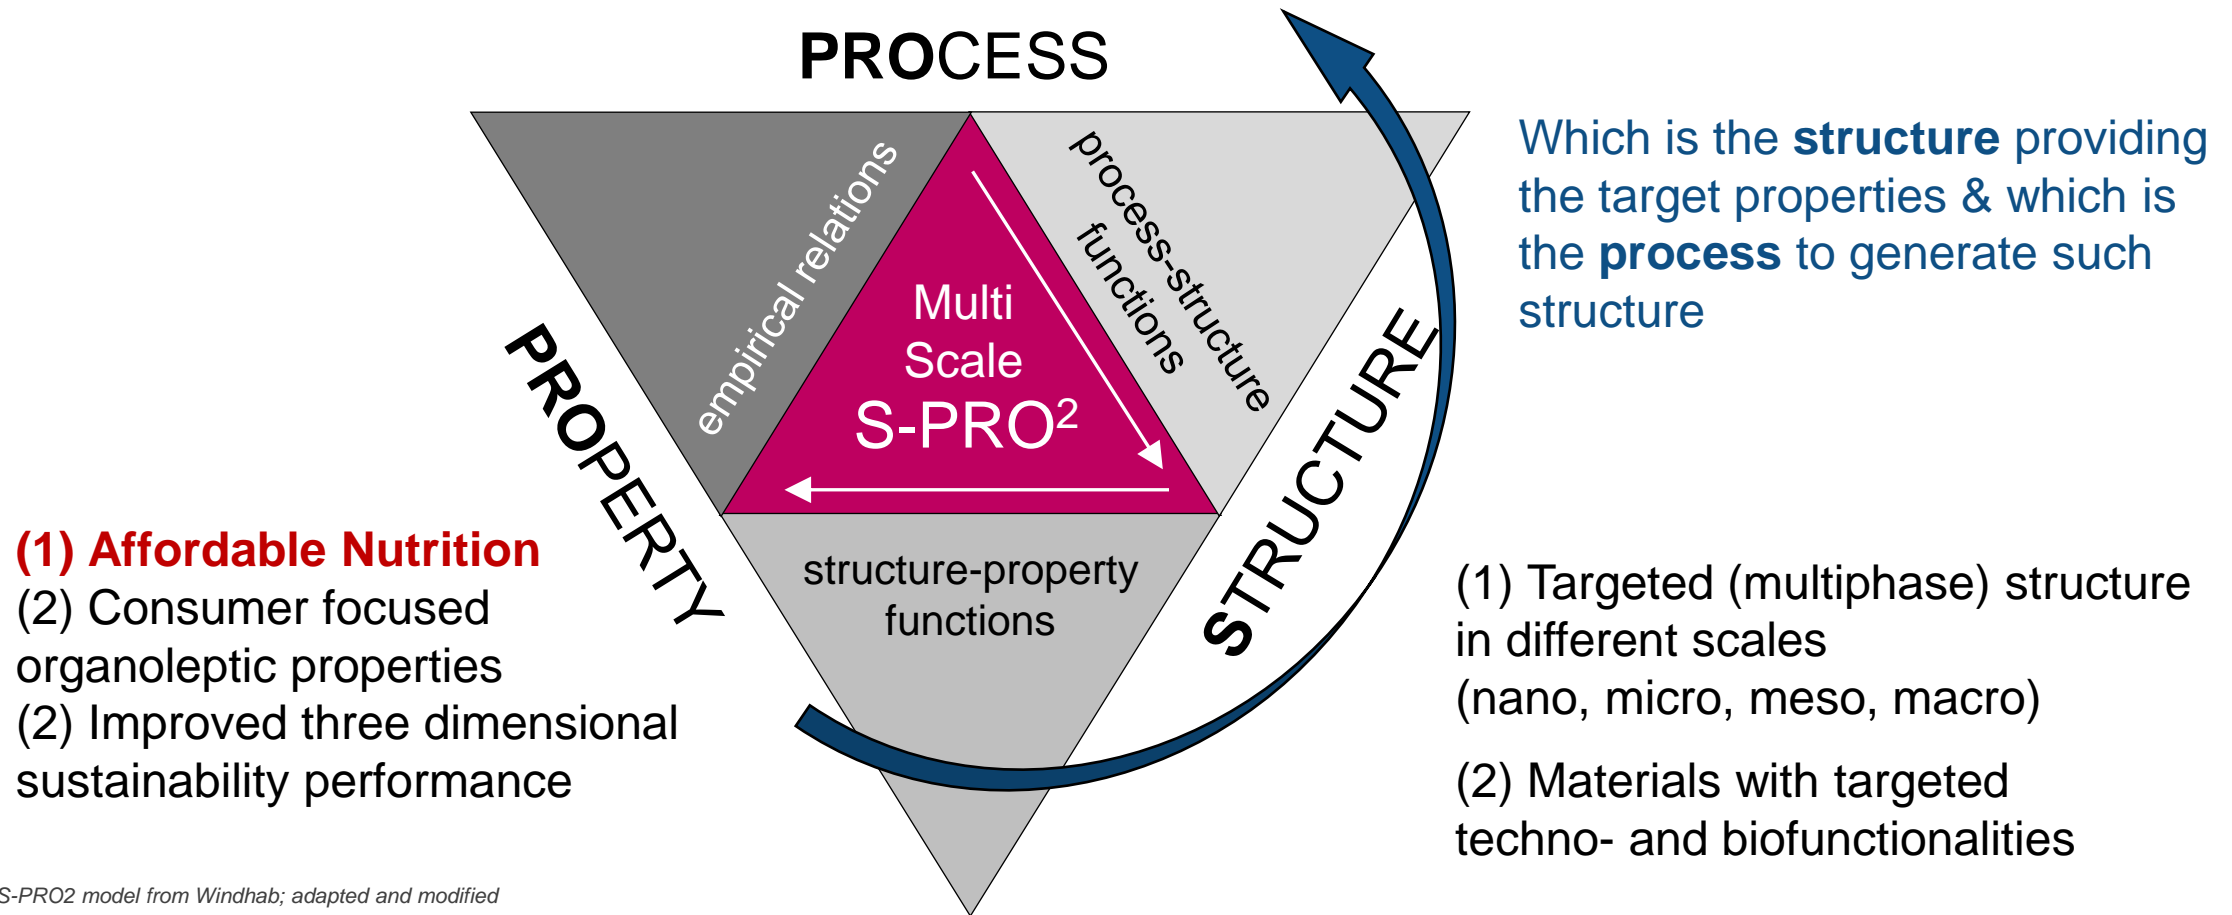 PROCESS
empirical relations
process-structure
functions
Multi
Scale
S-PRO²
PROPERTY
STRUCTURE
structure-property
functions
Which is the structure providing
the target properties & which is
the process to generate such
structure
(1) Affordable Nutrition
(2) Consumer focused
organoleptic properties
(2) Improved three dimensional
sustainability performance
(1) Targeted (multiphase) structure
in different scales
(nano, micro, meso, macro)
(2) Materials with targeted
techno- and biofunctionalities
S-PRO2 model from Windhab; adapted and modified